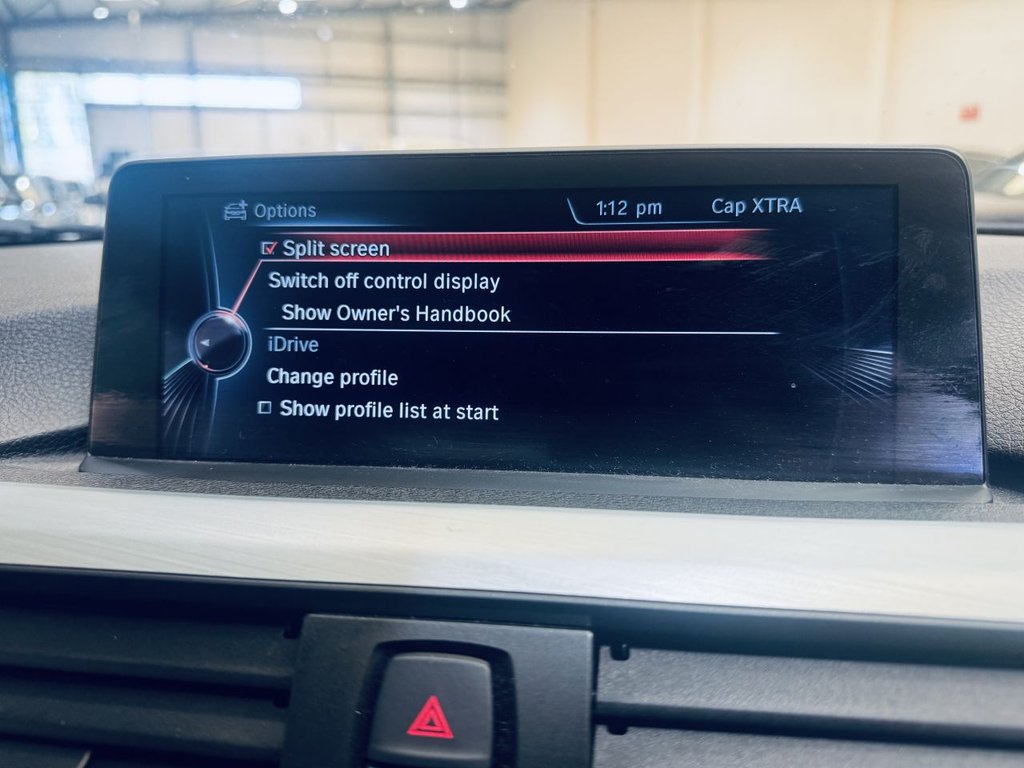 Options
1:12 pm
Cap XTRA
Split screen
Switch off control display
Show Owner's Handbook
iDrive
Change profile
Show profile list at start